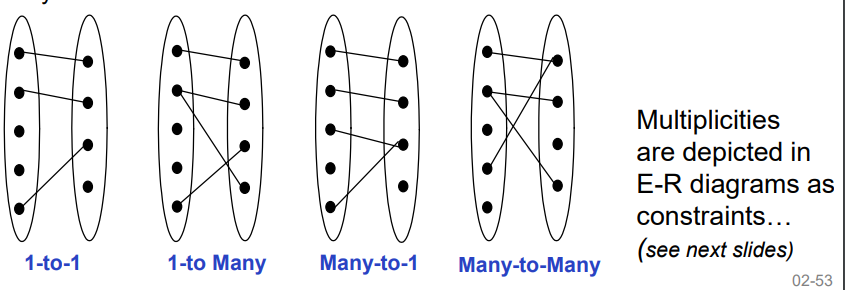 1-to-1
1-to Many
Many-to-1
Many-to-Many
Multiplicities
are depicted in
E-R diagrams as
constraints…
(see next slides)
02-53